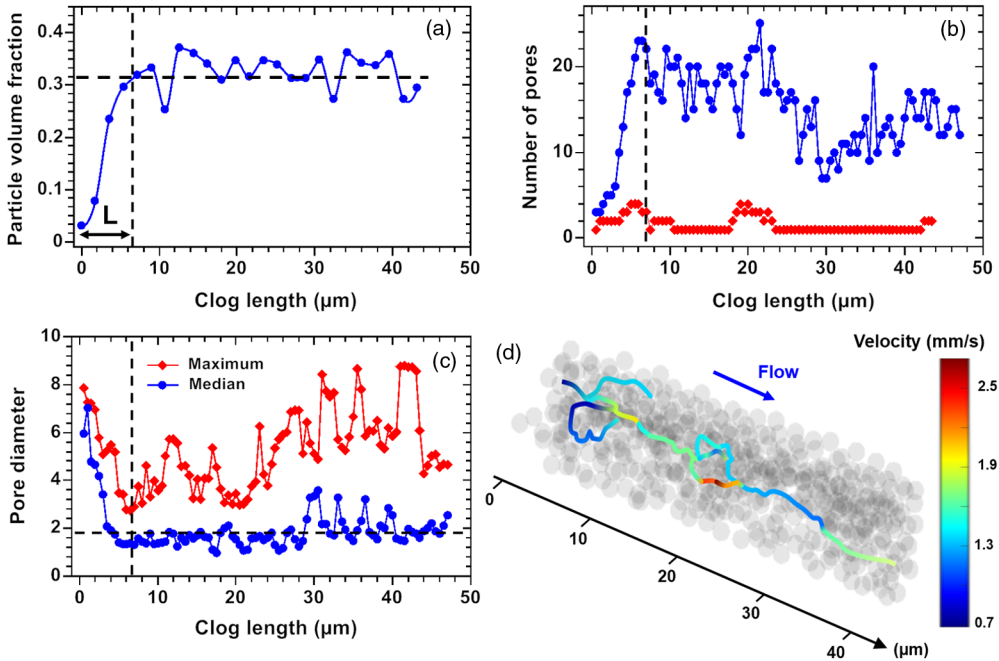 (a)
Particle volume fraction
0.4
0.3
0.2
0.1
0
L
0 10 20 30 40 50
Clog length (µm)
(b)
Number of pores
20
10
0
0 10 20 30 40 50
Clog length (µm)
(c)
Pore diameter
10
8
6
4
2
0
Maximum
Median
0 10 20 30 40 50
Clog length (µm)
(d)
Flow
Velocity (mm/s)
2.5
1.9
1.3
0.7
0
10
20
30
40
(µm)